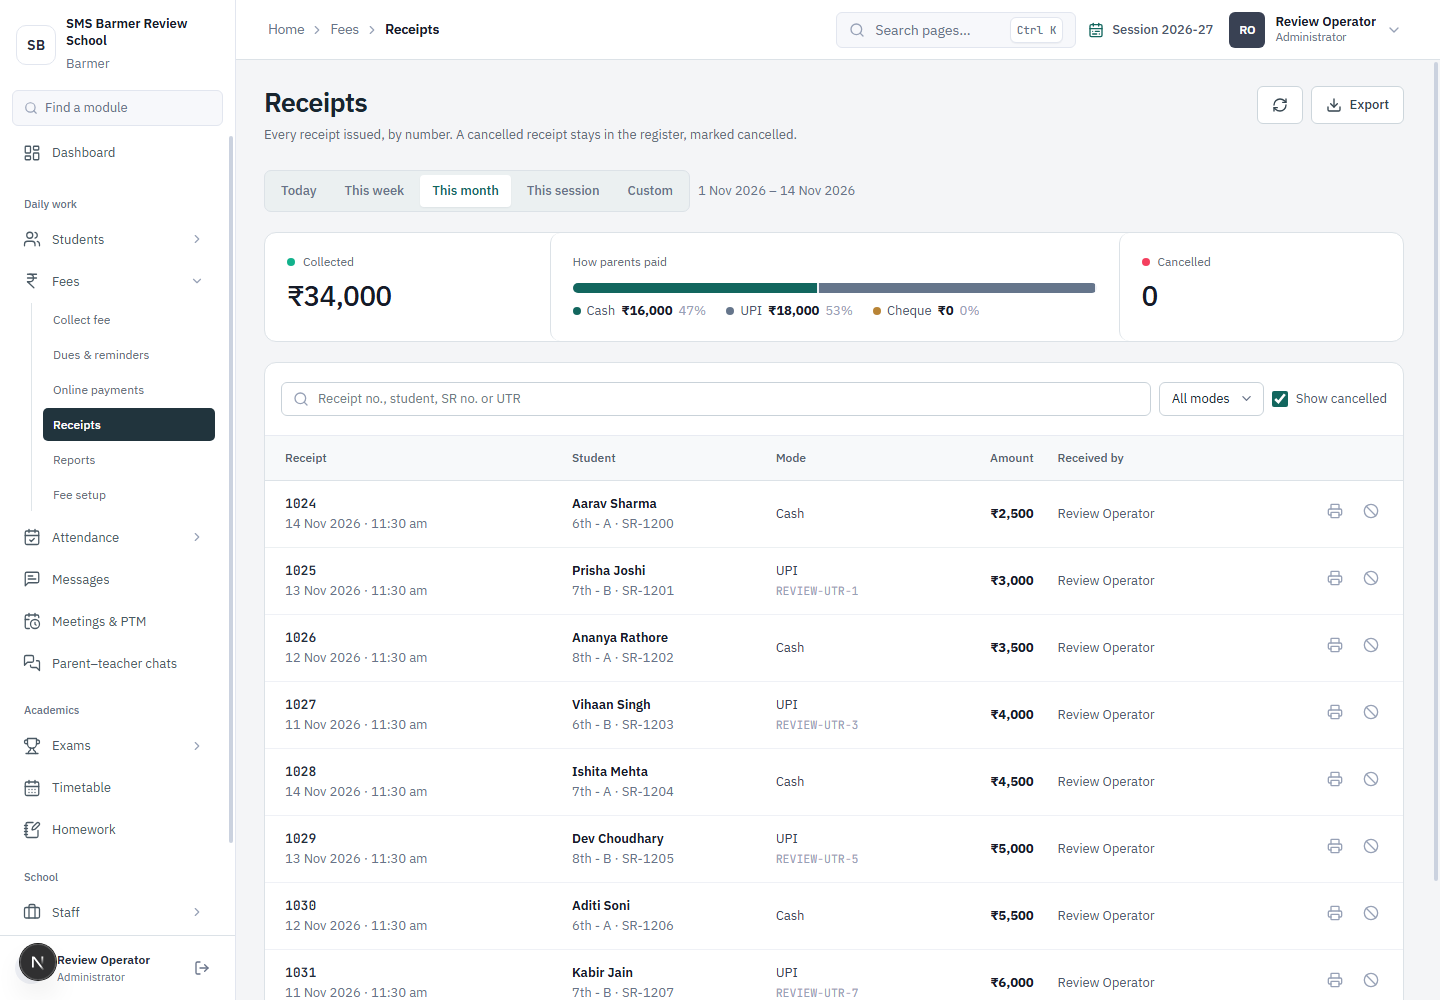 SB
SMS Barmer Review
School
Barmer
Find a module
Dashboard
Daily work
Students
Fees
Collect fee
Dues & reminders
Online payments
Receipts
Reports
Fee setup
Attendance
Messages
Meetings & PTM
Parent–teacher chats
Academics
Exams
Timetable
Homework
School
Staff
N
Review Operator
Administrator
Home > Fees > Receipts
Search pages... Ctrl K
Session 2026-27
RO
Review Operator
Administrator
Receipts
Every receipt issued, by number. A cancelled receipt stays in the register, marked cancelled.
Export
Today This week This month This session Custom 1 Nov 2026 – 14 Nov 2026
Collected
₹34,000
How parents paid
Cash ₹16,000 47% UPI ₹18,000 53% Cheque ₹0 0%
Cancelled
0
Receipt no., student, SR no. or UTR
All modes
Show cancelled
Receipt Student Mode Amount Received by
1024 Aarav Sharma
14 Nov 2026 · 11:30 am 6th - A · SR-1200 Cash ₹2,500 Review Operator
1025 Prisha Joshi UPI
13 Nov 2026 · 11:30 am 7th - B · SR-1201 REVIEW-UTR-1 ₹3,000 Review Operator
1026 Ananya Rathore
12 Nov 2026 · 11:30 am 8th - A · SR-1202 Cash ₹3,500 Review Operator
1027 Vihaan Singh UPI
11 Nov 2026 · 11:30 am 6th - B · SR-1203 REVIEW-UTR-3 ₹4,000 Review Operator
1028 Ishita Mehta
14 Nov 2026 · 11:30 am 7th - A · SR-1204 Cash ₹4,500 Review Operator
1029 Dev Choudhary UPI
13 Nov 2026 · 11:30 am 8th - B · SR-1205 REVIEW-UTR-5 ₹5,000 Review Operator
1030 Aditi Soni
12 Nov 2026 · 11:30 am 6th - A · SR-1206 Cash ₹5,500 Review Operator
1031 Kabir Jain UPI
11 Nov 2026 · 11:30 am 7th - B · SR-1207 REVIEW-UTR-7 ₹6,000 Review Operator